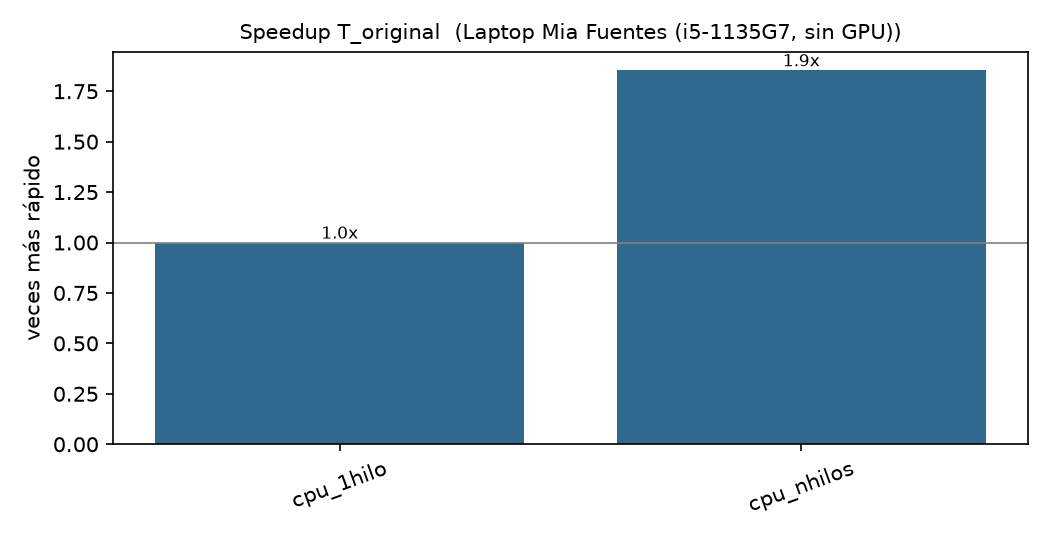 Speedup T_original  (Laptop Mia Fuentes (i5-1135G7, sin GPU))
veces más rápido
1.75
1.50
1.25
1.00
0.75
0.50
0.25
0.00
1.0x
1.9x
cpu_1hilo
cpu_nhilos